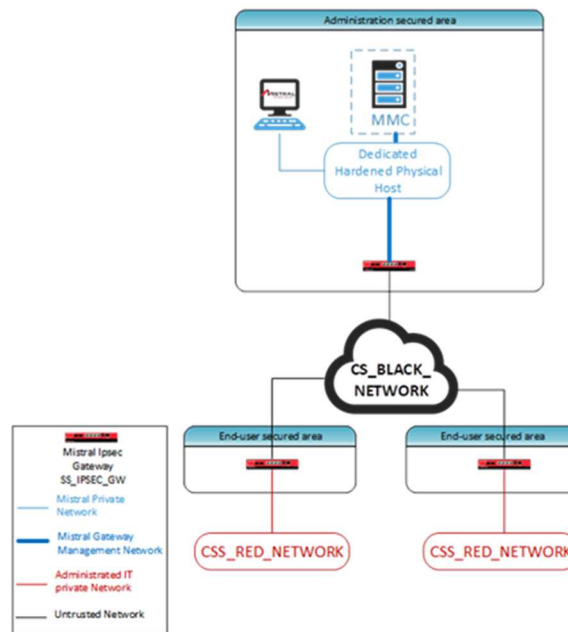 Administration secured area
MISTRAL
MMC
Dedicated
Hardened Physical
Host
CS_BLACK_
NETWORK
End-user secured area
End-user secured area
CSS_RED_NETWORK
CSS_RED_NETWORK
Mistral Ipsec
Gateway
SS_IPSEC_GW
Mistral Private
Network
Mistral Gateway
Management Network
Administrated IT
private Network
Untrusted Network